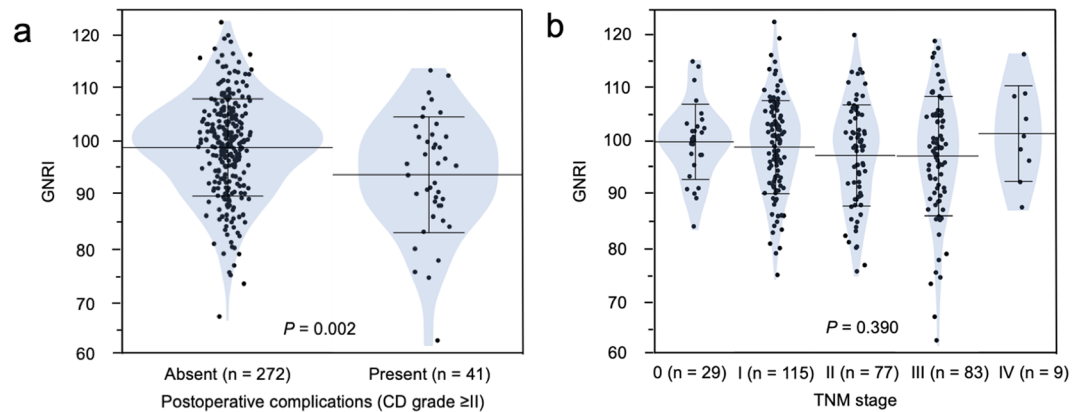 a
120
110
100
90
80
70
60
GNRI
P = 0.002
Absent (n = 272) Present (n = 41)
Postoperative complications (CD grade ≥II)
b
120
110
100
90
80
70
60
GNRI
P = 0.390
0 (n = 29) I (n = 115) II (n = 77) III (n = 83) IV (n = 9)
TNM stage